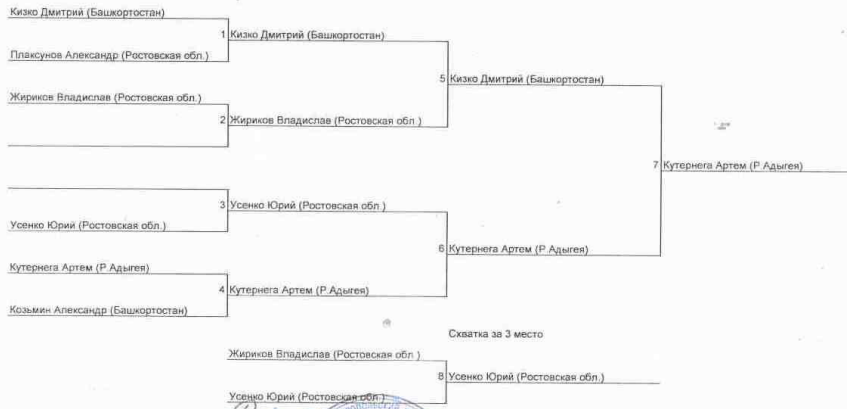 Кизко Дмитрий (Башкортостан)
1 Кизко Дмитрий (Башкортостан)
Плаксунов Александр (Ростовская обл.)
5 Кизко Дмитрий (Башкортостан)
Жириков Владислав (Ростовская обл.)
2 Жириков Владислав (Ростовская обл.)
7 Кутернега Артем (Р.Адыгея)
3 Усенко Юрий (Ростовская обл.)
Усенко Юрий (Ростовская обл.)
6 Кутернега Артем (Р.Адыгея)
Кутернега Артем (Р.Адыгея)
4 Кутернега Артем (Р.Адыгея)
Козьмин Александр (Башкортостан)
Схватка за 3 место
Жириков Владислав (Ростовская обл.)
8 Усенко Юрий (Ростовская обл.)
Усенко Юрий (Ростовская обл.)